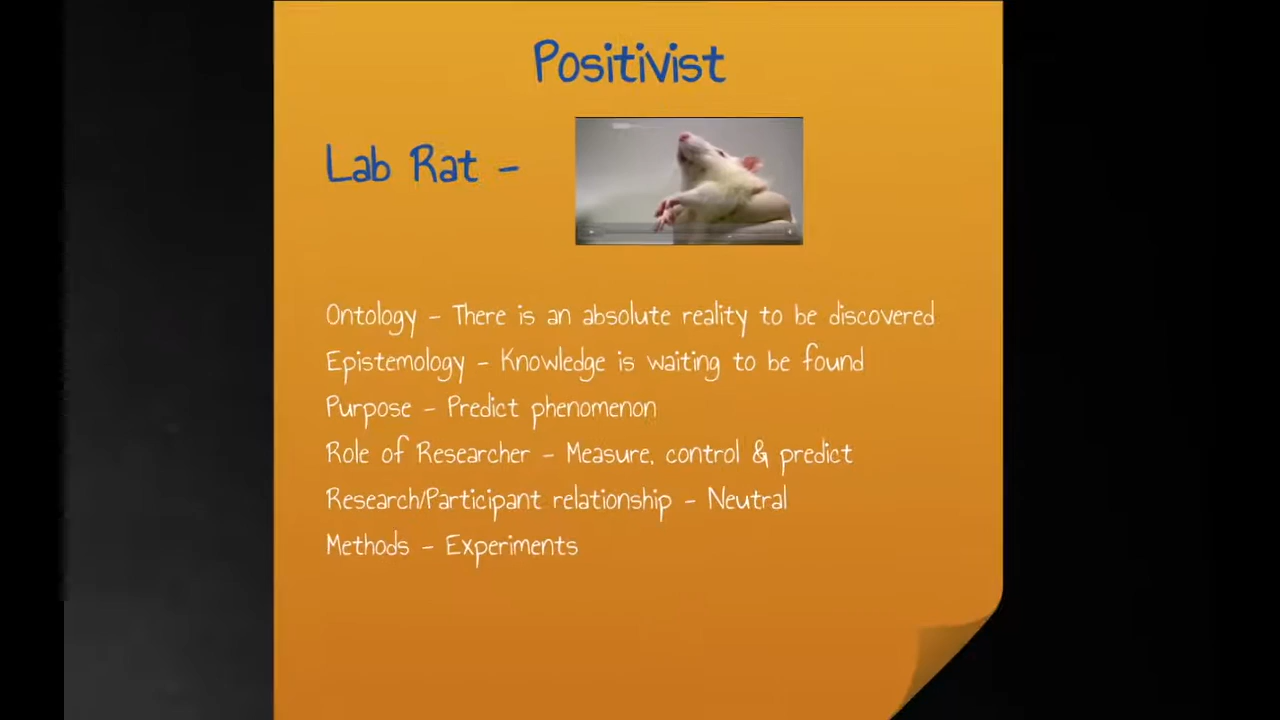 Positivist
Lab Rat -
Ontology - There is an absolute reality to be discovered
Epistemology - Knowledge is waiting to be found
Purpose - Predict phenomenon
Role of Researcher - Measure, control & predict
Research/Participant relationship - Neutral
Methods - Experiments